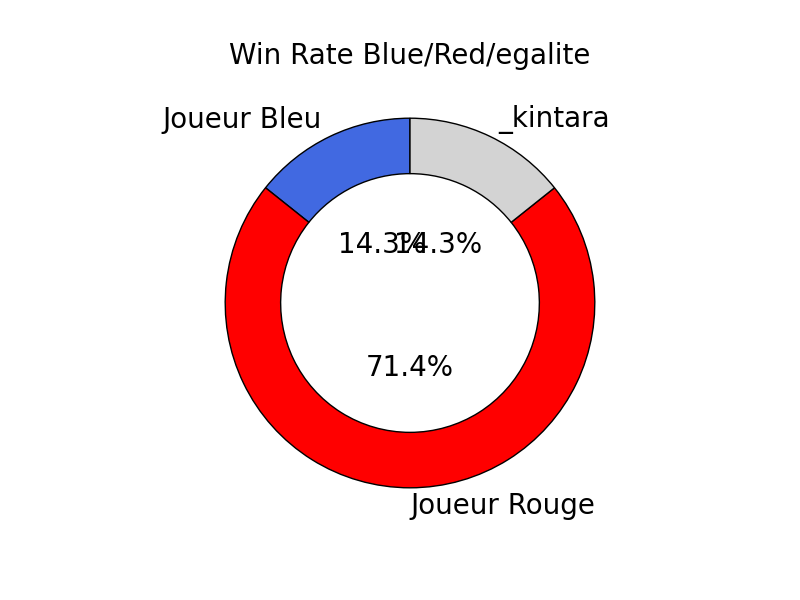 Win Rate Blue/Red/egalite
Joueur Bleu
_kintara
14.3%
14.3%
71.4%
Joueur Rouge